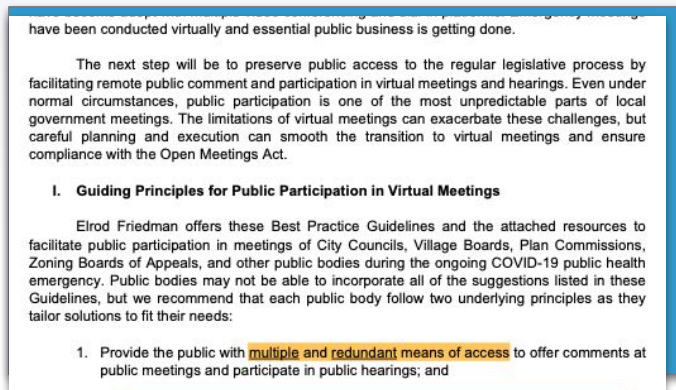 have been conducted virtually and essential public business is getting done.
The next step will be to preserve public access to the regular legislative process by
facilitating remote public comment and participation in virtual meetings and hearings. Even under
normal circumstances, public participation is one of the most unpredictable parts of local
government meetings. The limitations of virtual meetings can exacerbate these challenges, but
careful planning and execution can smooth the transition to virtual meetings and ensure
compliance with the Open Meetings Act.
I. Guiding Principles for Public Participation in Virtual Meetings
Elrod Friedman offers these Best Practice Guidelines and the attached resources to
facilitate public participation in meetings of City Councils, Village Boards, Plan Commissions,
Zoning Boards of Appeals, and other public bodies during the ongoing COVID-19 public health
emergency. Public bodies may not be able to incorporate all of the suggestions listed in these
Guidelines, but we recommend that each public body follow two underlying principles as they
tailor solutions to fit their needs:
1. Provide the public with multiple and redundant means of access to offer comments at
public meetings and participate in public hearings; and